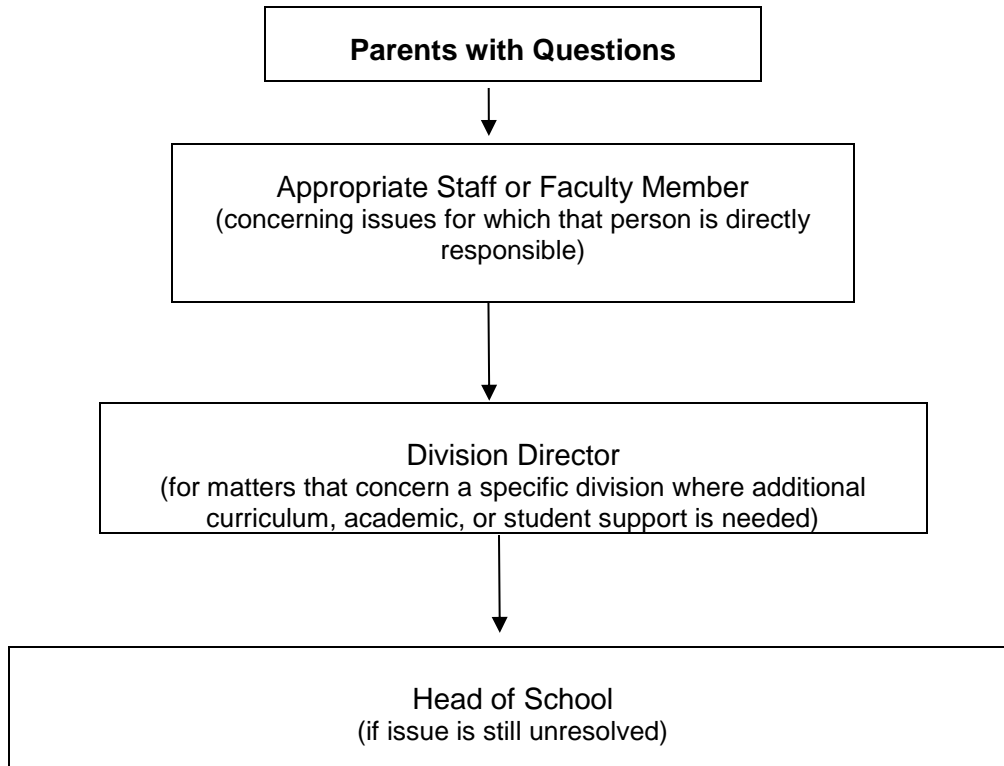 Parents with Questions
Appropriate Staff or Faculty Member
(concerning issues for which that person is directly
responsible)
Division Director
(for matters that concern a specific division where additional
curriculum, academic, or student support is needed)
Head of School
(if issue is still unresolved)